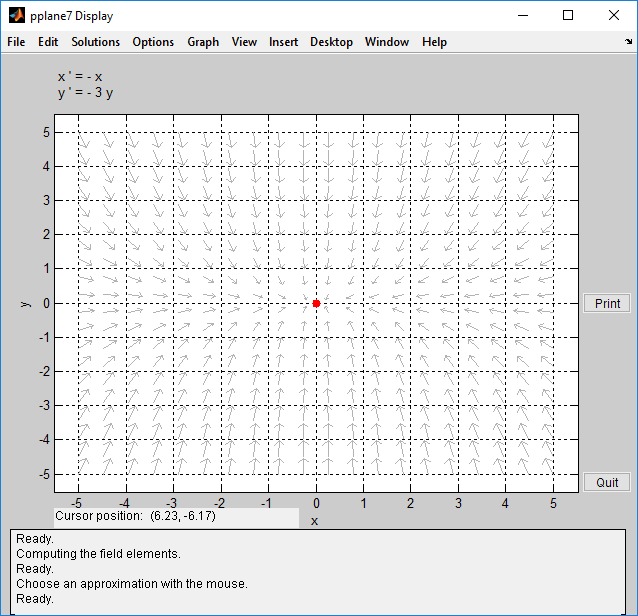 pplane7 Display
File Edit Solutions Options Graph View Insert Desktop Window Help
x ' = - x
y ' = - 3 y
5
4
3
2
1
0
-1
-2
-3
-4
-5
y
-5 -4 -3 -2 -1 0 1 2 3 4 5
x
Print
Quit
Cursor position: (6.23, -6.17)
Ready.
Computing the field elements.
Ready.
Choose an approximation with the mouse.
Ready.